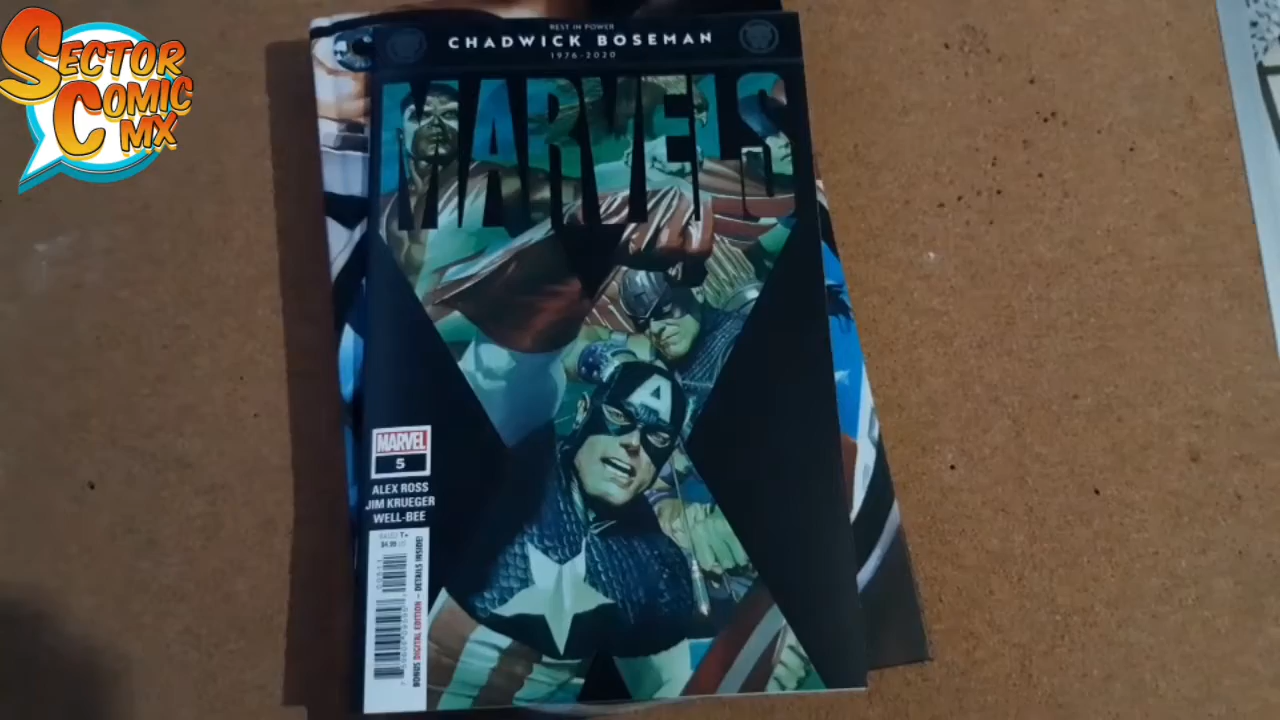 SECTOR
COMIC
MX
REST IN POWER
CHADWICK BOSEMAN
1976-2020
MARVELS
X
MARVEL
5
ALEX ROSS
JIM KRUEGER
WELL-BEE
RATED T+
$4.99
BONUS DIGITAL EDITION – DETAILS INSIDE!
A